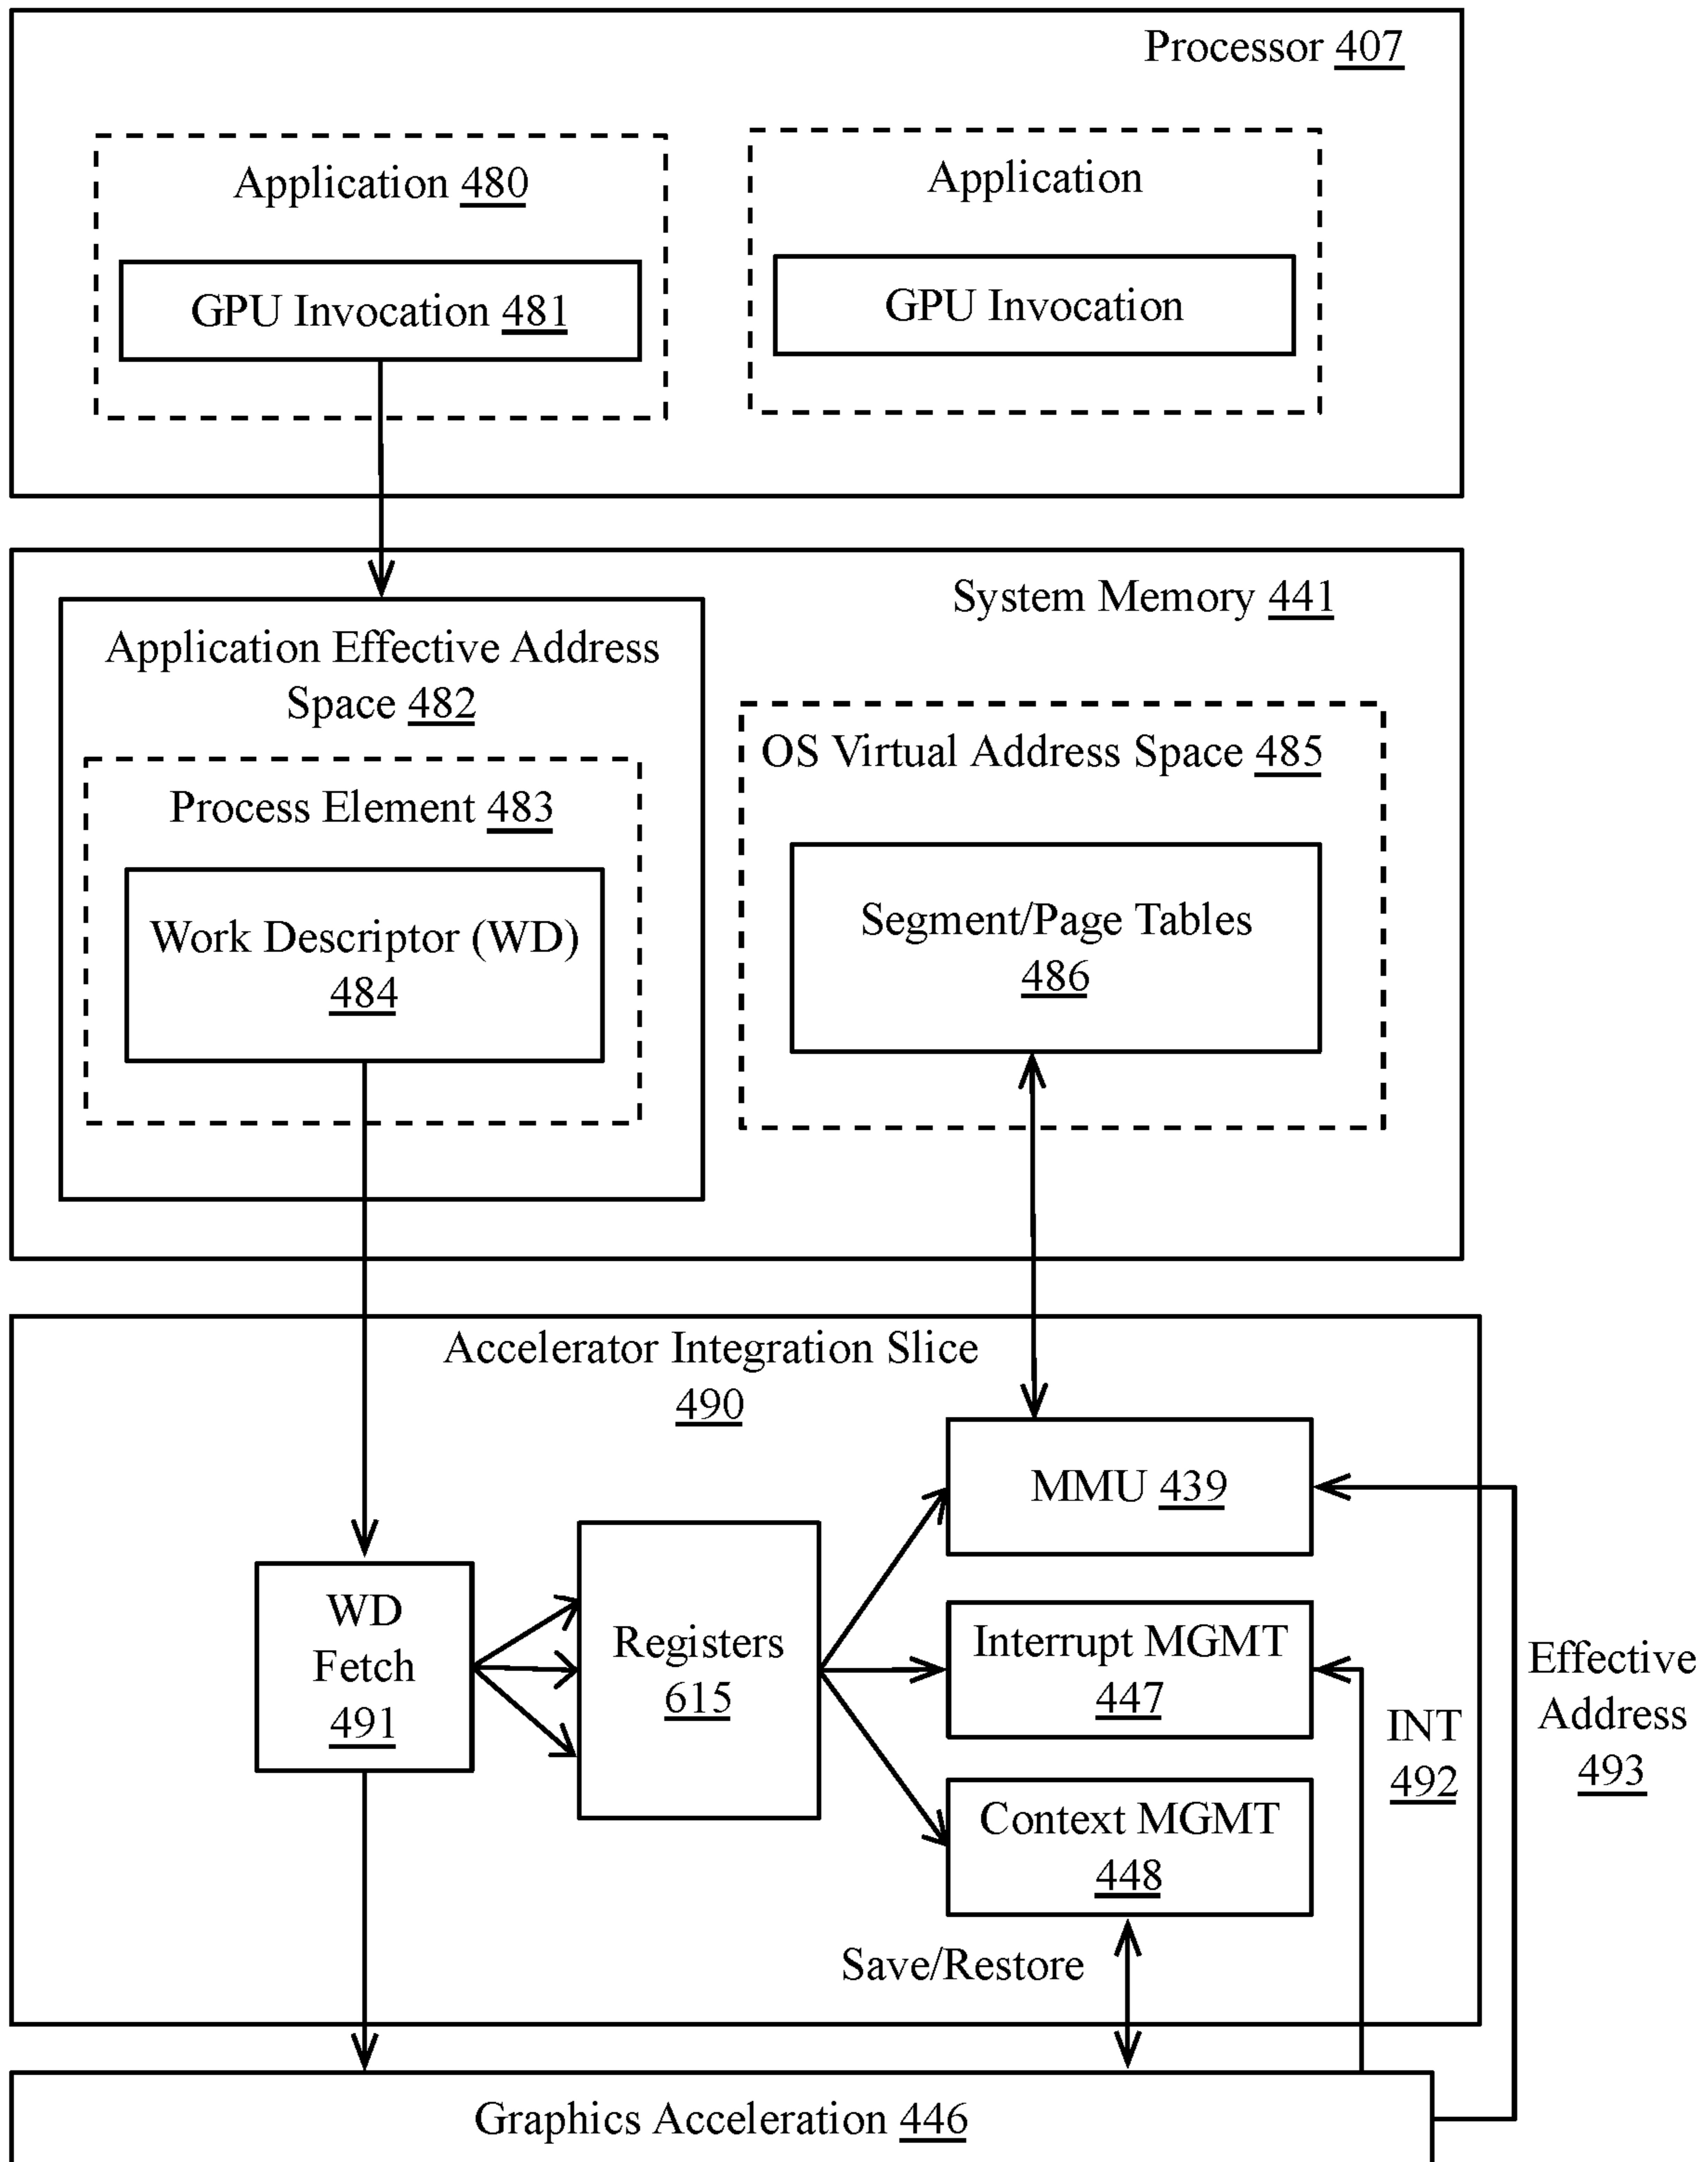 Processor 407
Application 480
Application
GPU Invocation 481
GPU Invocation
System Memory 441
Application Effective Address
Space 482
OS Virtual Address Space 485
Process Element 483
Work Descriptor (WD)
484
Segment/Page Tables
486
Accelerator Integration Slice
490
MMU 439
WD
Fetch
491
Registers
615
Interrupt MGMT
447
Effective
Address
493
INT
492
Context MGMT
448
Save/Restore
Graphics Acceleration 446